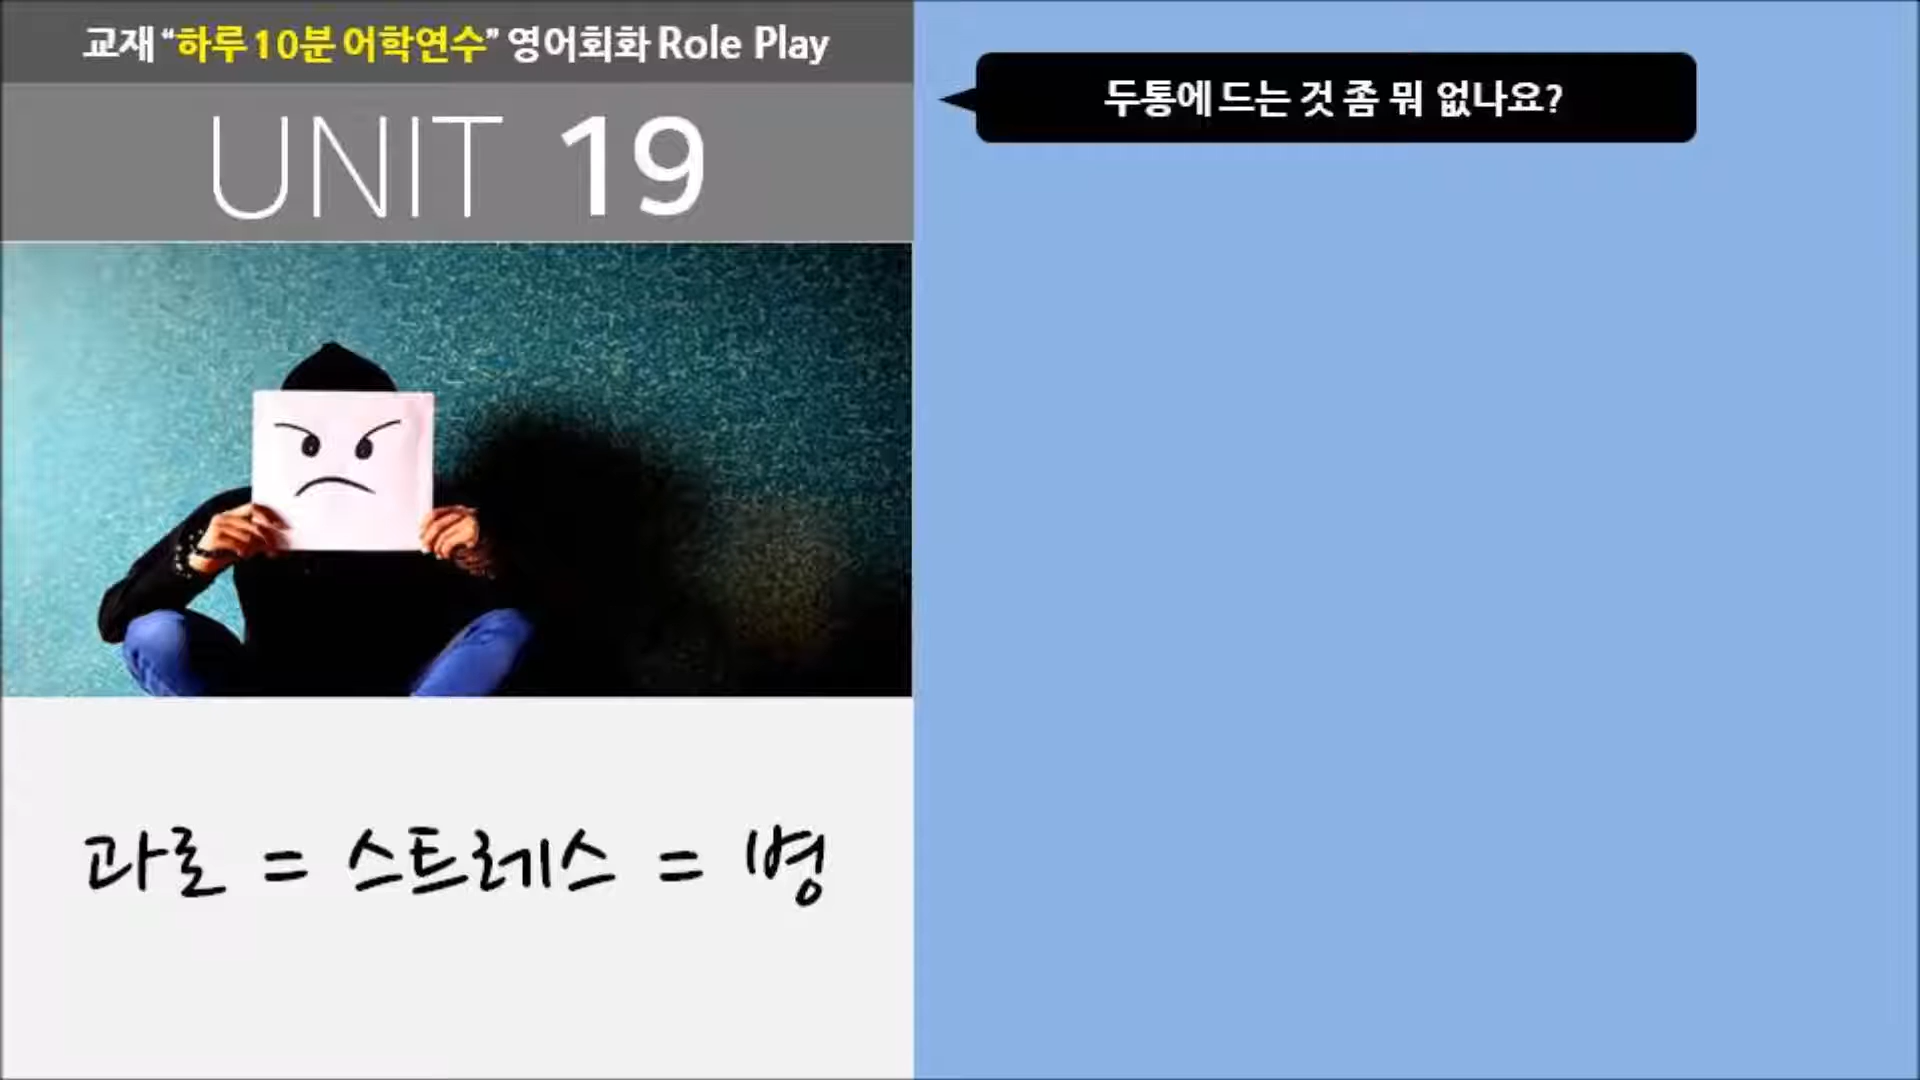 교재 “하루10분 어학연수” 영어회화 Role Play
UNIT 19
과로 = 스트레스 = 병
두통에 드는 것 좀 뭐 없나요?